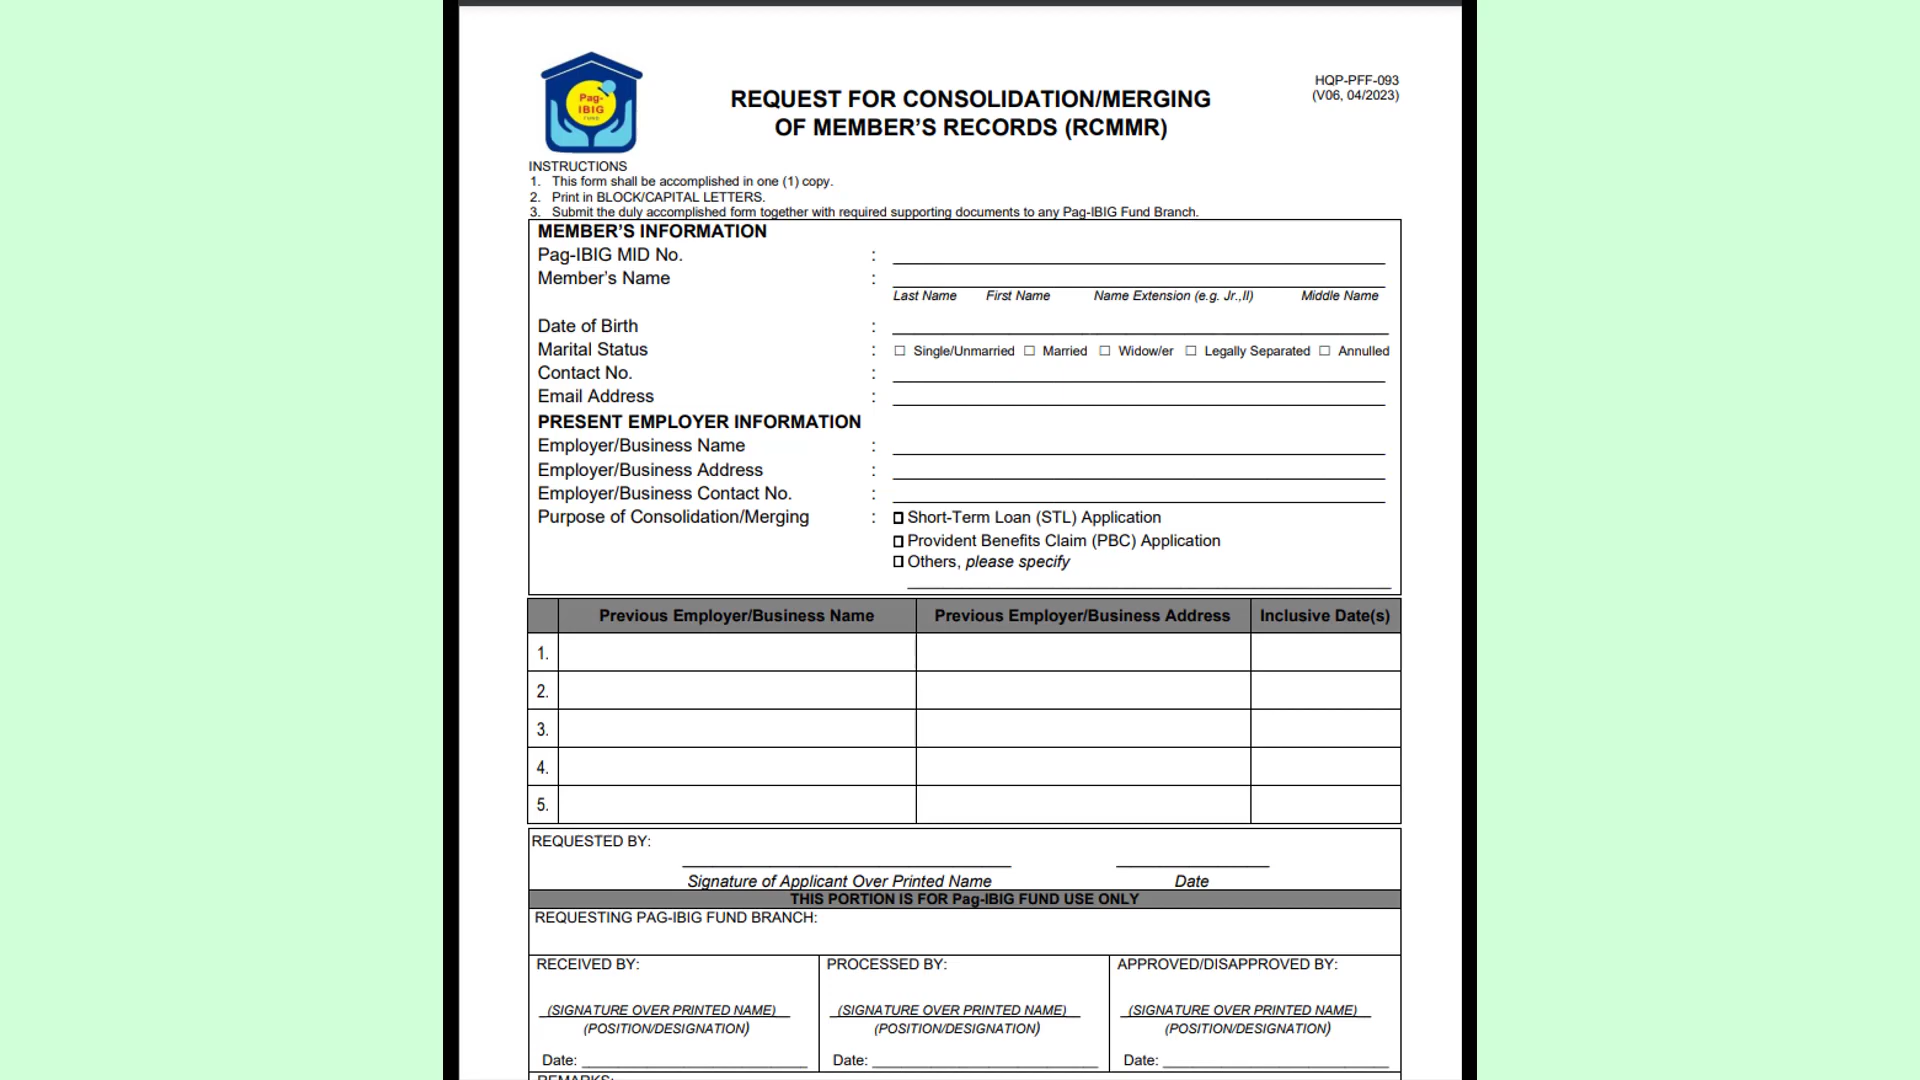 Pag-
IBIG
FUND
HQP-PFF-093
(V06, 04/2023)
REQUEST FOR CONSOLIDATION/MERGING
OF MEMBER’S RECORDS (RCMMR)
INSTRUCTIONS
1. This form shall be accomplished in one (1) copy.
2. Print in BLOCK/CAPITAL LETTERS.
3. Submit the duly accomplished form together with required supporting documents to any Pag-IBIG Fund Branch.
MEMBER’S INFORMATION
Pag-IBIG MID No. :
Member’s Name :
Last Name First Name Name Extension (e.g. Jr.,II) Middle Name
Date of Birth :
Marital Status : ☐ Single/Unmarried ☐ Married ☐ Widow/er ☐ Legally Separated ☐ Annulled
Contact No. :
Email Address :
PRESENT EMPLOYER INFORMATION
Employer/Business Name :
Employer/Business Address :
Employer/Business Contact No. :
Purpose of Consolidation/Merging : ☐ Short-Term Loan (STL) Application
☐ Provident Benefits Claim (PBC) Application
☐ Others, please specify
Previous Employer/Business Name Previous Employer/Business Address Inclusive Date(s)
1.
2.
3.
4.
5.
REQUESTED BY:
Signature of Applicant Over Printed Name Date
THIS PORTION IS FOR Pag-IBIG FUND USE ONLY
REQUESTING PAG-IBIG FUND BRANCH:
RECEIVED BY: PROCESSED BY: APPROVED/DISAPPROVED BY:
(SIGNATURE OVER PRINTED NAME) (SIGNATURE OVER PRINTED NAME) (SIGNATURE OVER PRINTED NAME)
(POSITION/DESIGNATION) (POSITION/DESIGNATION) (POSITION/DESIGNATION)
Date: Date: Date:
REMARKS: